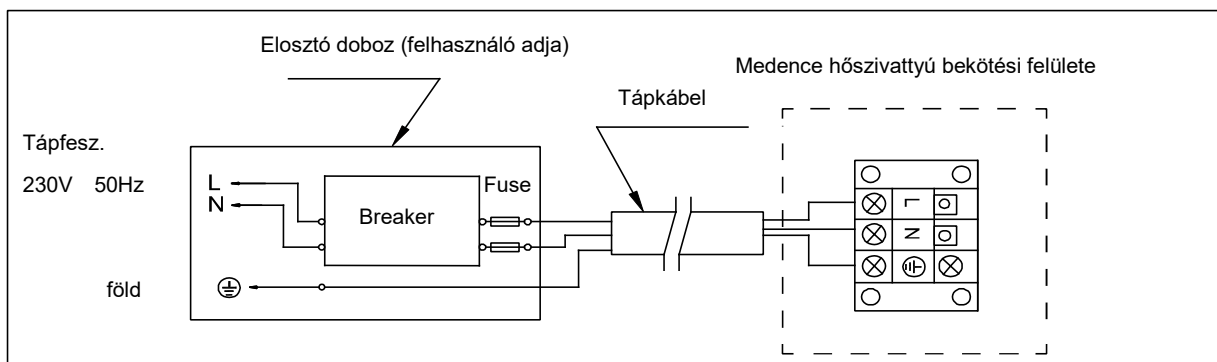 Elosztó doboz (felhasználó adja)
Medence hőszivattyú bekötési felülete
Tápkábel
Tápfesz.
230V 50Hz
L
N
Fuse
Breaker
föld
L
N